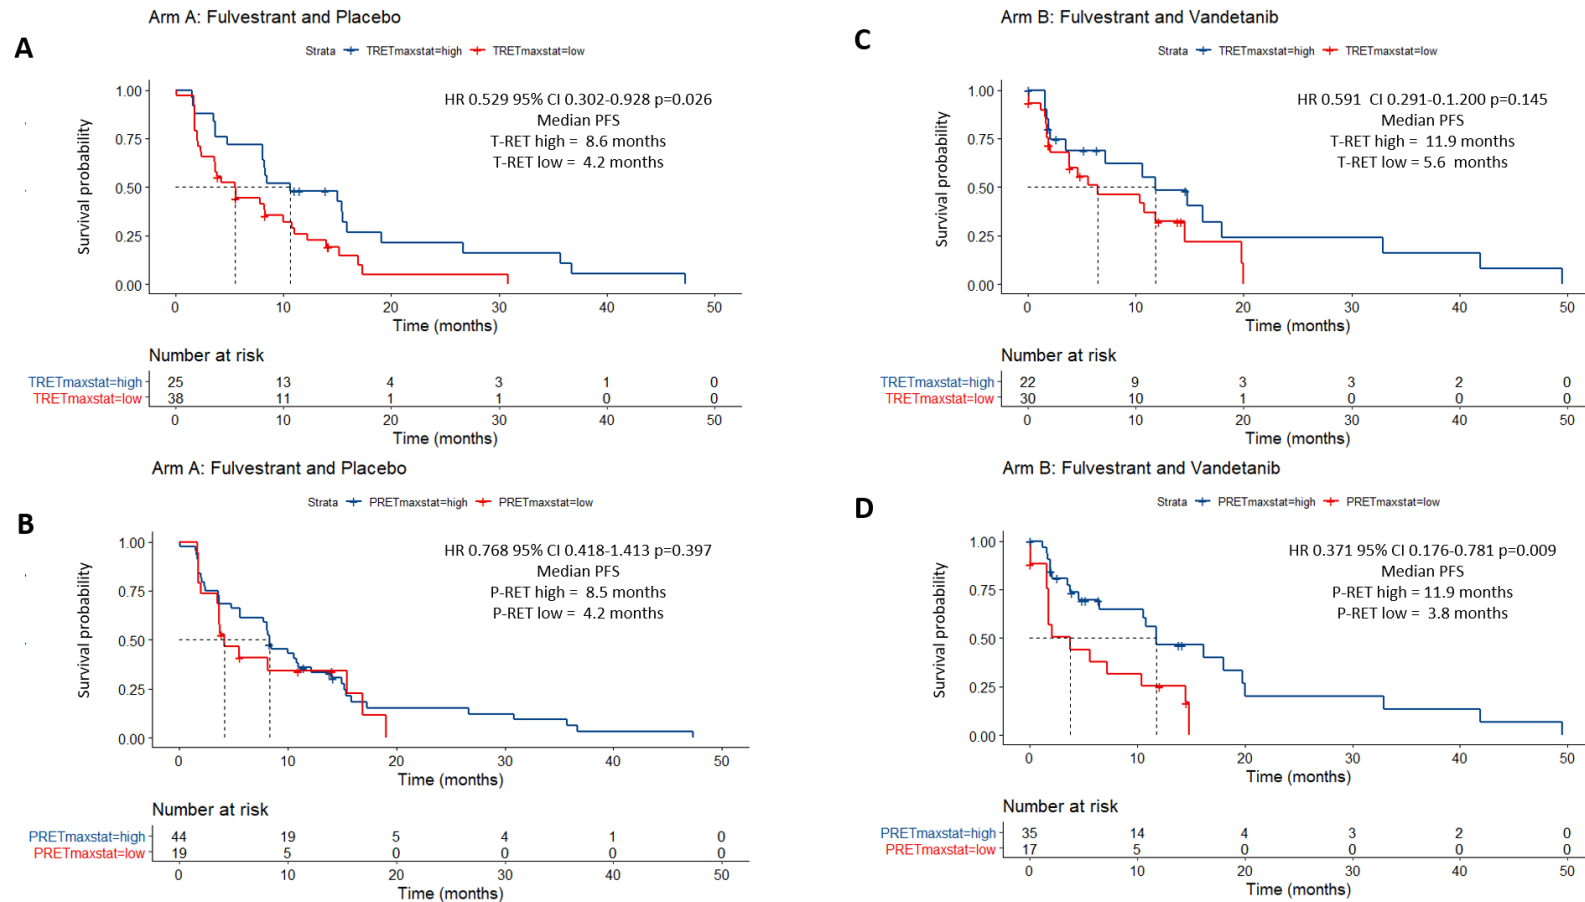 A
Arm A: Fulvestrant and Placebo
Strata TRETmaxstat=high TRETmaxstat=low
HR 0.529 95% CI 0.302-0.928 p=0.026
Median PFS
T-RET high = 8.6 months
T-RET low = 4.2 months
Survival probability
1.00
0.75
0.50
0.25
0.00
0 10 20 30 40 50
Time (months)
Number at risk
TRETmaxstat=high 25 13 4 3 1 0
TRETmaxstat=low 38 11 1 1 0 0
0 10 20 30 40 50
Time (months)
B
Arm A: Fulvestrant and Placebo
Strata PRETmaxstat=high PRETmaxstat=low
HR 0.768 95% CI 0.418-1.413 p=0.397
Median PFS
P-RET high = 8.5 months
P-RET low = 4.2 months
Survival probability
1.00
0.75
0.50
0.25
0.00
0 10 20 30 40 50
Time (months)
Number at risk
PRETmaxstat=high 44 19 5 4 1 0
PRETmaxstat=low 19 5 0 0 0 0
0 10 20 30 40 50
Time (months)
C
Arm B: Fulvestrant and Vandetanib
Strata TRETmaxstat=high TRETmaxstat=low
HR 0.591 CI 0.291-0.1.200 p=0.145
Median PFS
T-RET high = 11.9 months
T-RET low = 5.6 months
Survival probability
1.00
0.75
0.50
0.25
0.00
0 10 20 30 40 50
Time (months)
Number at risk
TRETmaxstat=high 22 9 3 3 2 0
TRETmaxstat=low 30 10 1 0 0 0
0 10 20 30 40 50
Time (months)
D
Arm B: Fulvestrant and Vandetanib
Strata PRETmaxstat=high PRETmaxstat=low
HR 0.371 95% CI 0.176-0.781 p=0.009
Median PFS
P-RET high = 11.9 months
P-RET low = 3.8 months
Survival probability
1.00
0.75
0.50
0.25
0.00
0 10 20 30 40 50
Time (months)
Number at risk
PRETmaxstat=high 35 14 4 3 2 0
PRETmaxstat=low 17 5 0 0 0 0
0 10 20 30 40 50
Time (months)